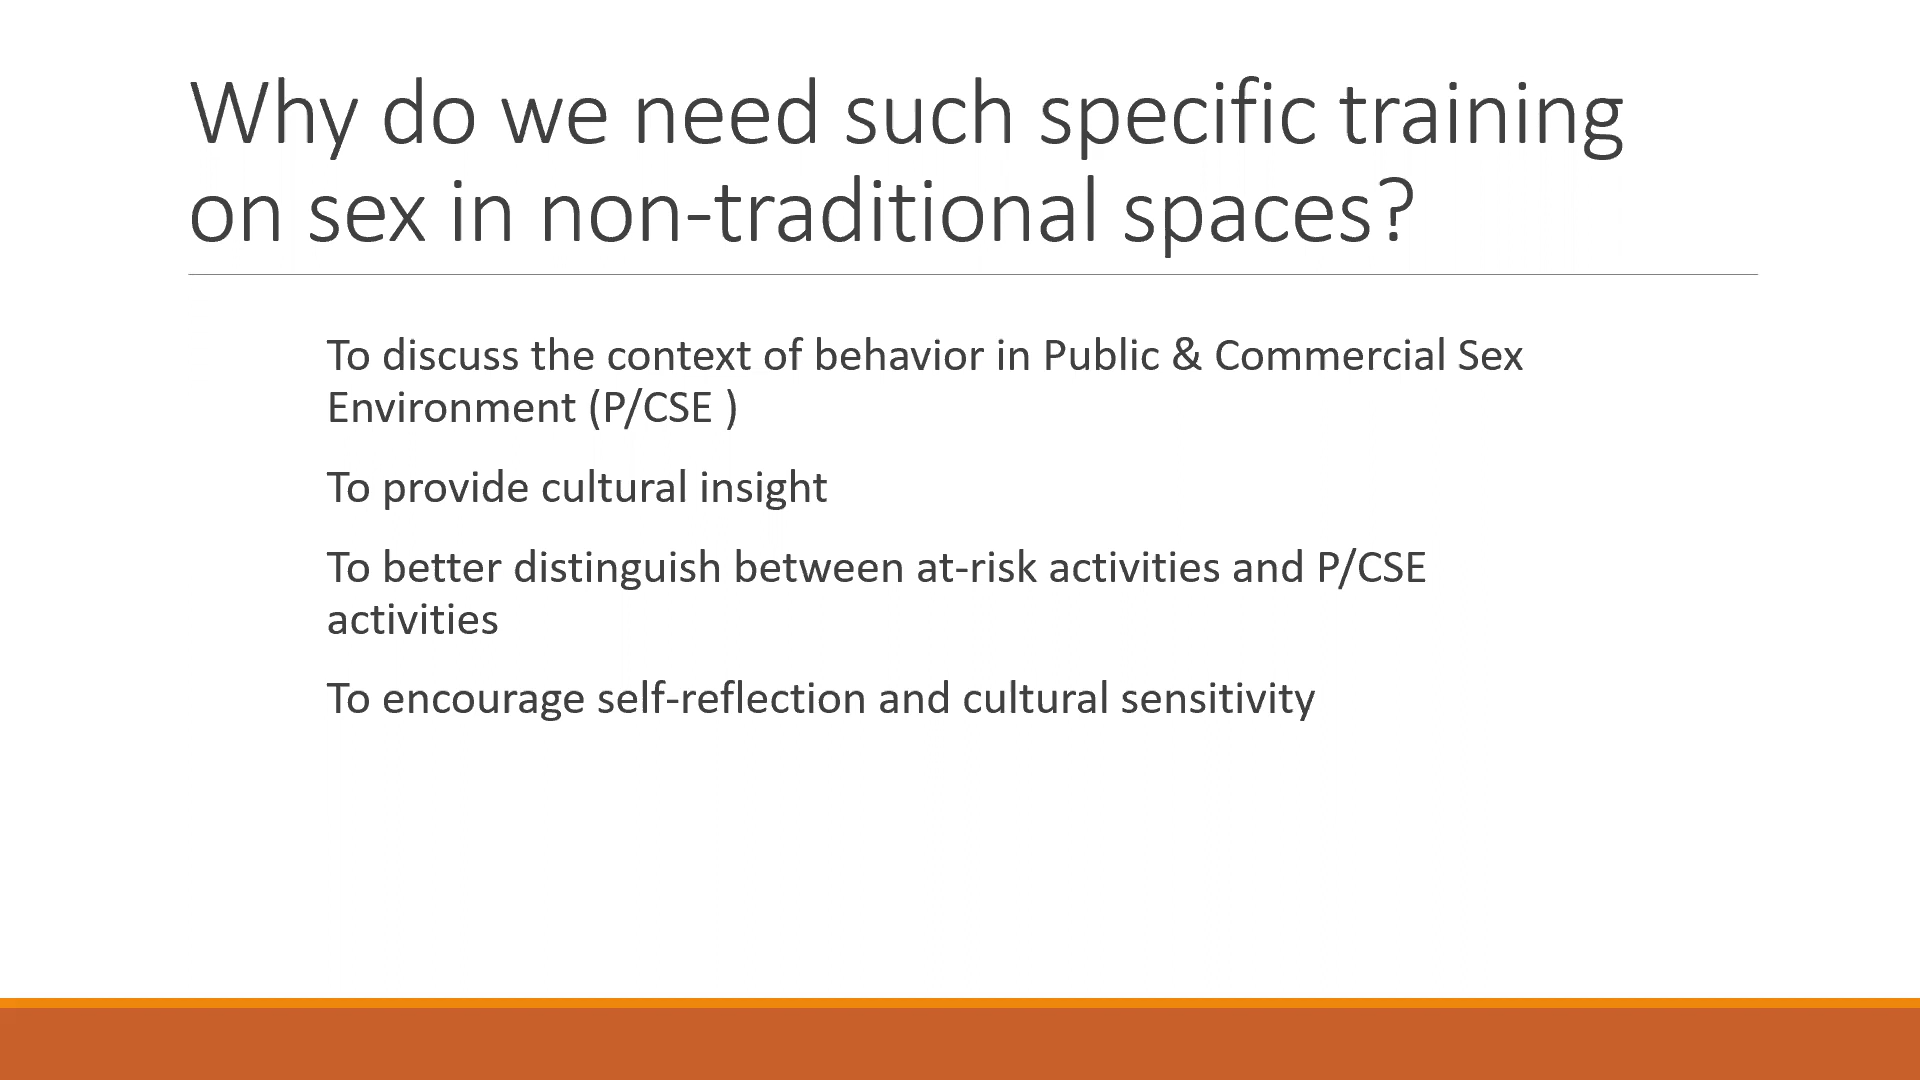 Why do we need such specific training
on sex in non-traditional spaces?
To discuss the context of behavior in Public & Commercial Sex
Environment (P/CSE )
To provide cultural insight
To better distinguish between at-risk activities and P/CSE
activities
To encourage self-reflection and cultural sensitivity